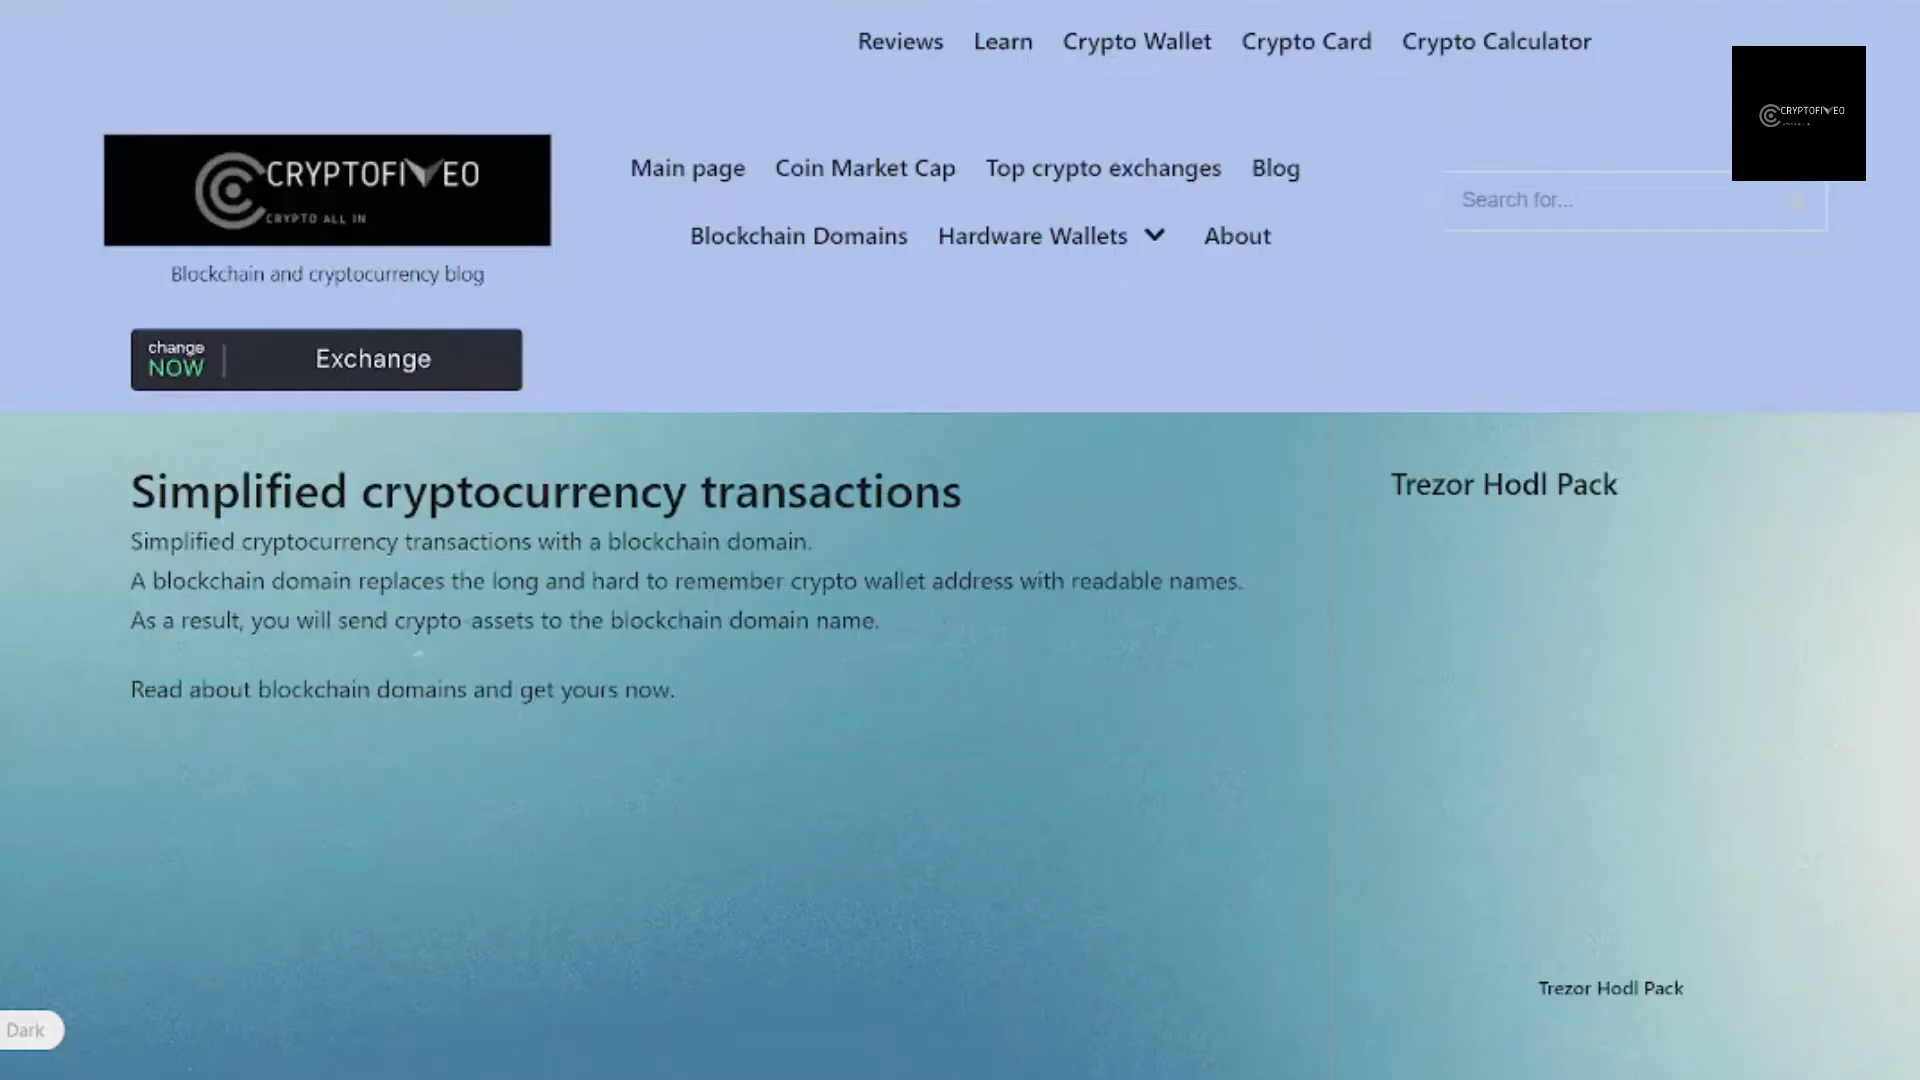 Reviews Learn Crypto Wallet Crypto Card Crypto Calculator
CRYPTOFIVEO
CRYPTOFIVEO
CRYPTO ALL IN
Blockchain and cryptocurrency blog
Main page Coin Market Cap Top crypto exchanges Blog
Blockchain Domains Hardware Wallets About
Search for...
change
NOW
Exchange
Simplified cryptocurrency transactions
Simplified cryptocurrency transactions with a blockchain domain.
A blockchain domain replaces the long and hard to remember crypto wallet address with readable names.
As a result, you will send crypto assets to the blockchain domain name.
Read about blockchain domains and get yours now.
Trezor Hodl Pack
Trezor Hodl Pack
Dark